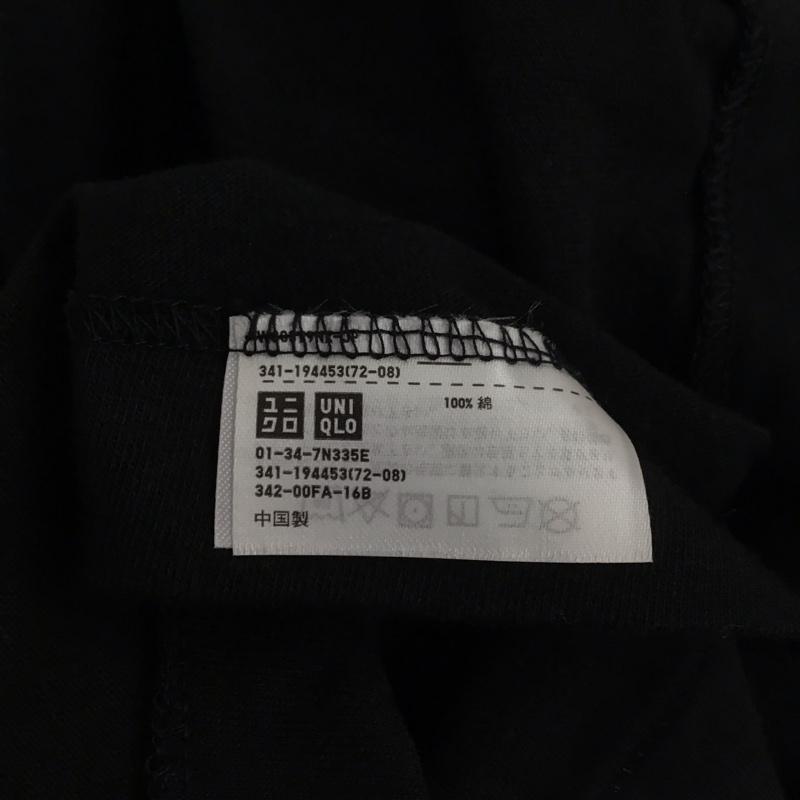 341-194453(72-08)
ユニ
クロ
UNI
QLO
100% 綿
01-34-7N335E
341-194453(72-08)
342-00FA-16B
中国製